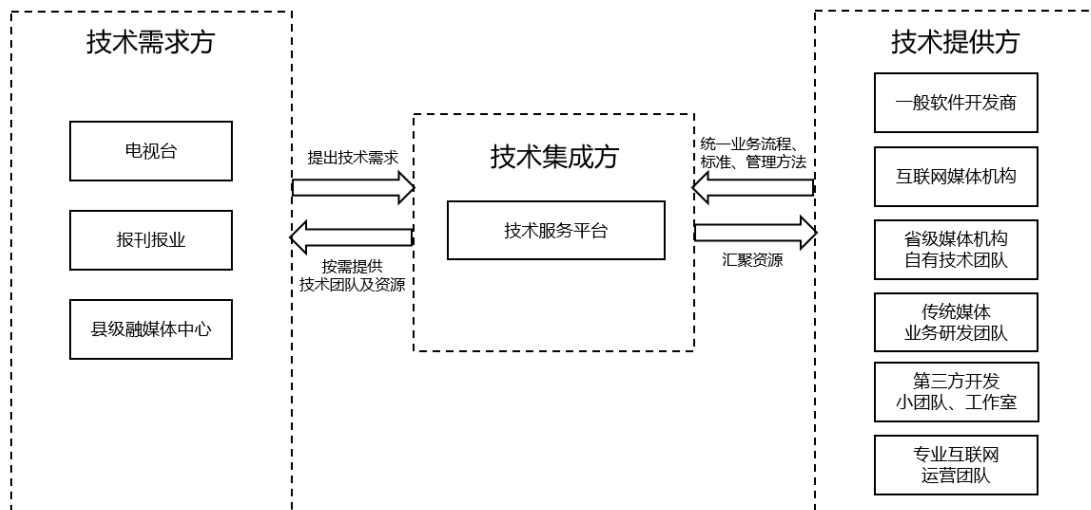 技术需求方
电视台
报刊报业
县级融媒体中心
提出技术需求
按需提供
技术团队及资源
技术集成方
技术服务平台
统一业务流程、
标准、管理方法
汇聚资源
技术提供方
一般软件开发商
互联网媒体机构
省级媒体机构
自有技术团队
传统媒体
业务研发团队
第三方开发
小团队、工作室
专业互联网
运营团队